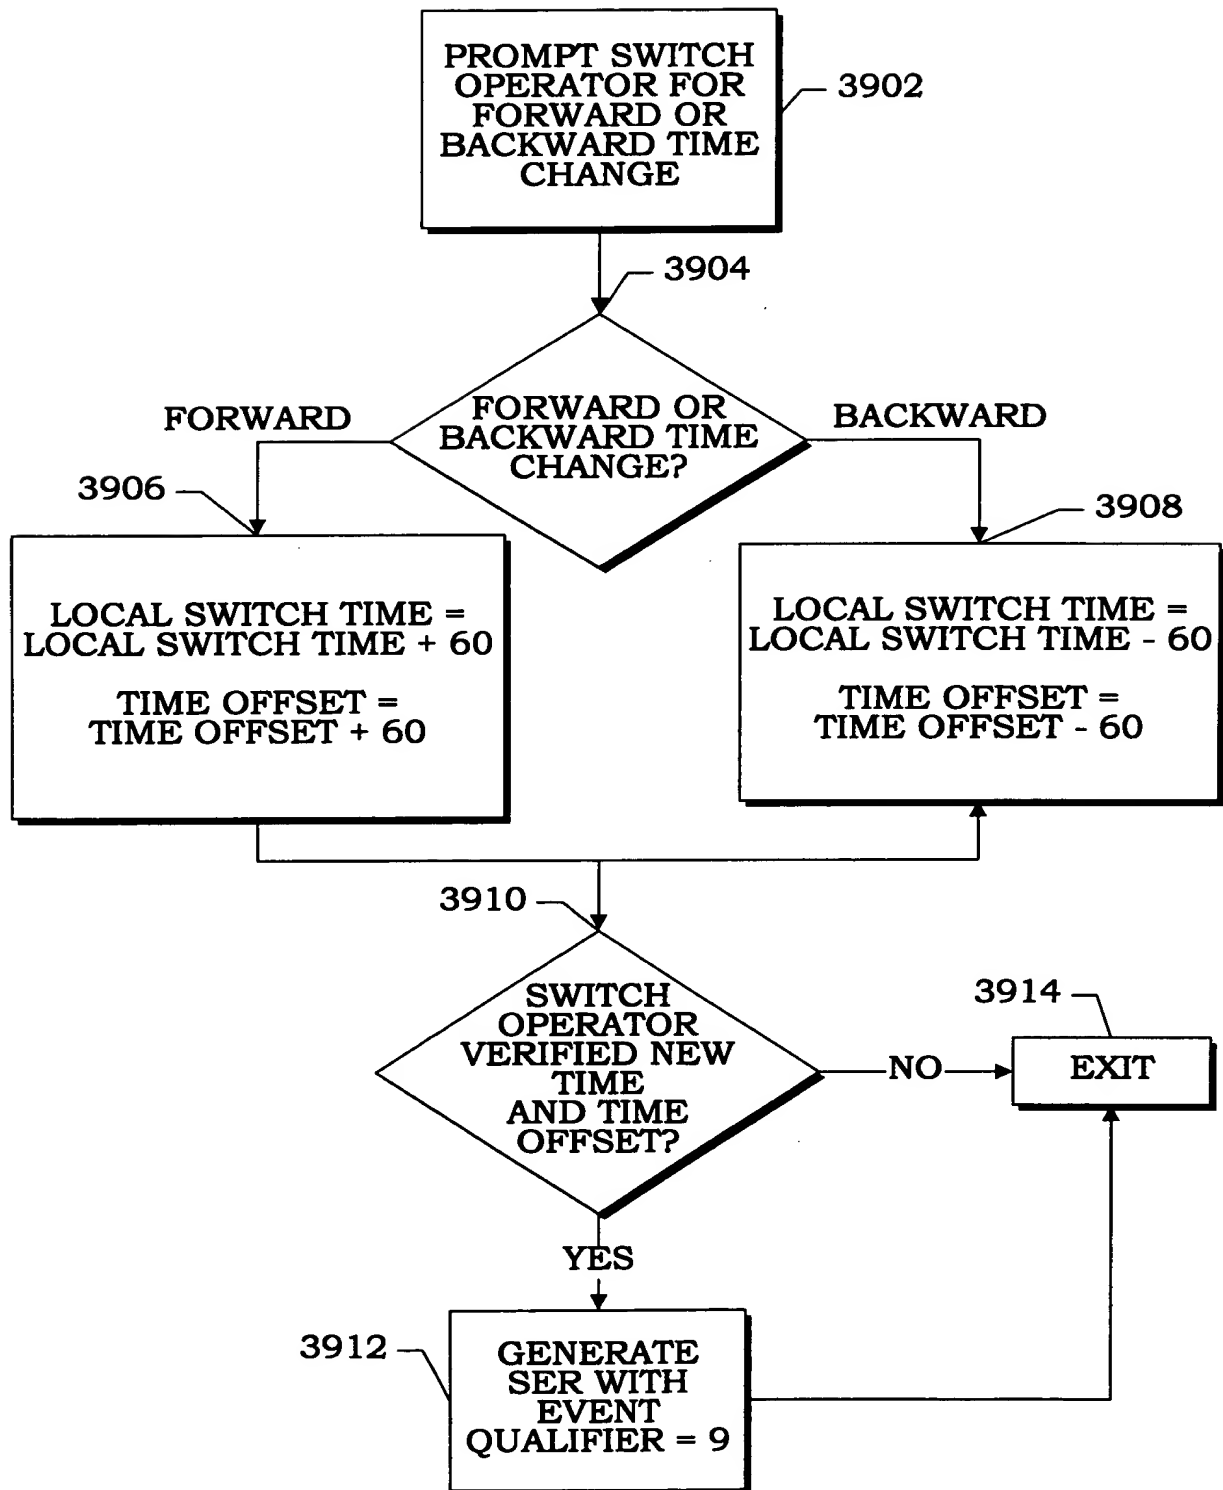 PROMPT SWITCH
OPERATOR FOR
FORWARD OR
BACKWARD TIME
CHANGE
3902
3904
FORWARD
FORWARD OR
BACKWARD TIME
CHANGE?
BACKWARD
3906
3908
LOCAL SWITCH TIME =
LOCAL SWITCH TIME + 60
TIME OFFSET =
TIME OFFSET + 60
LOCAL SWITCH TIME =
LOCAL SWITCH TIME - 60
TIME OFFSET =
TIME OFFSET - 60
3910
SWITCH
OPERATOR
VERIFIED NEW
TIME
AND TIME
OFFSET?
NO
3914
EXIT
YES
3912
GENERATE
SER WITH
EVENT
QUALIFIER = 9